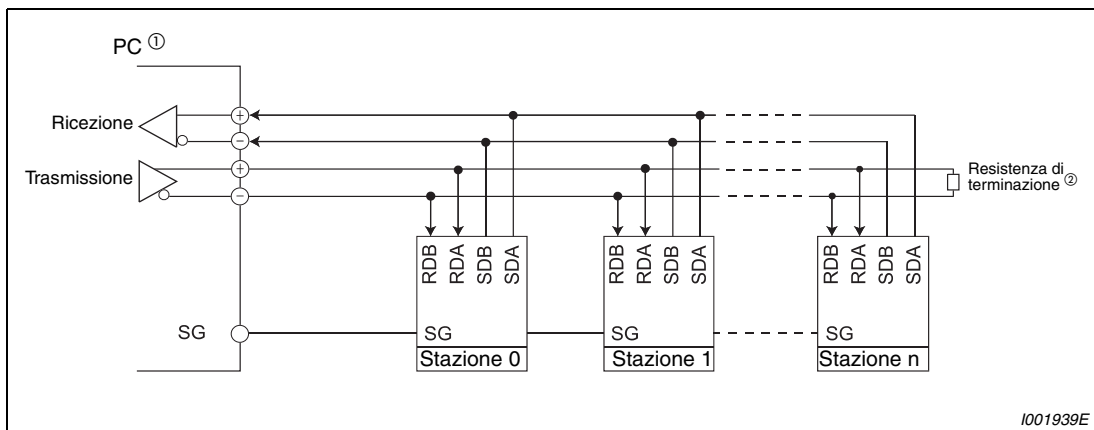 PC ①
Ricezione
Trasmissione
Resistenza di
terminazione ②
RDB RDA SDB SDA
RDB RDA SDB SDA
RDB RDA SDB SDA
SG
SG
SG
SG
Stazione 0
Stazione 1
Stazione n
I001939E